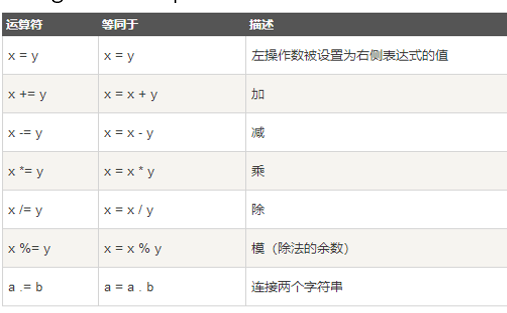 运算符 等同于 描述
x = y x = y 左操作数被设置为右侧表达式的值
x += y x = x + y 加
x -= y x = x - y 减
x *= y x = x * y 乘
x /= y x = x / y 除
x %= y x = x % y 模（除法的余数）
a .= b a = a . b 连接两个字符串